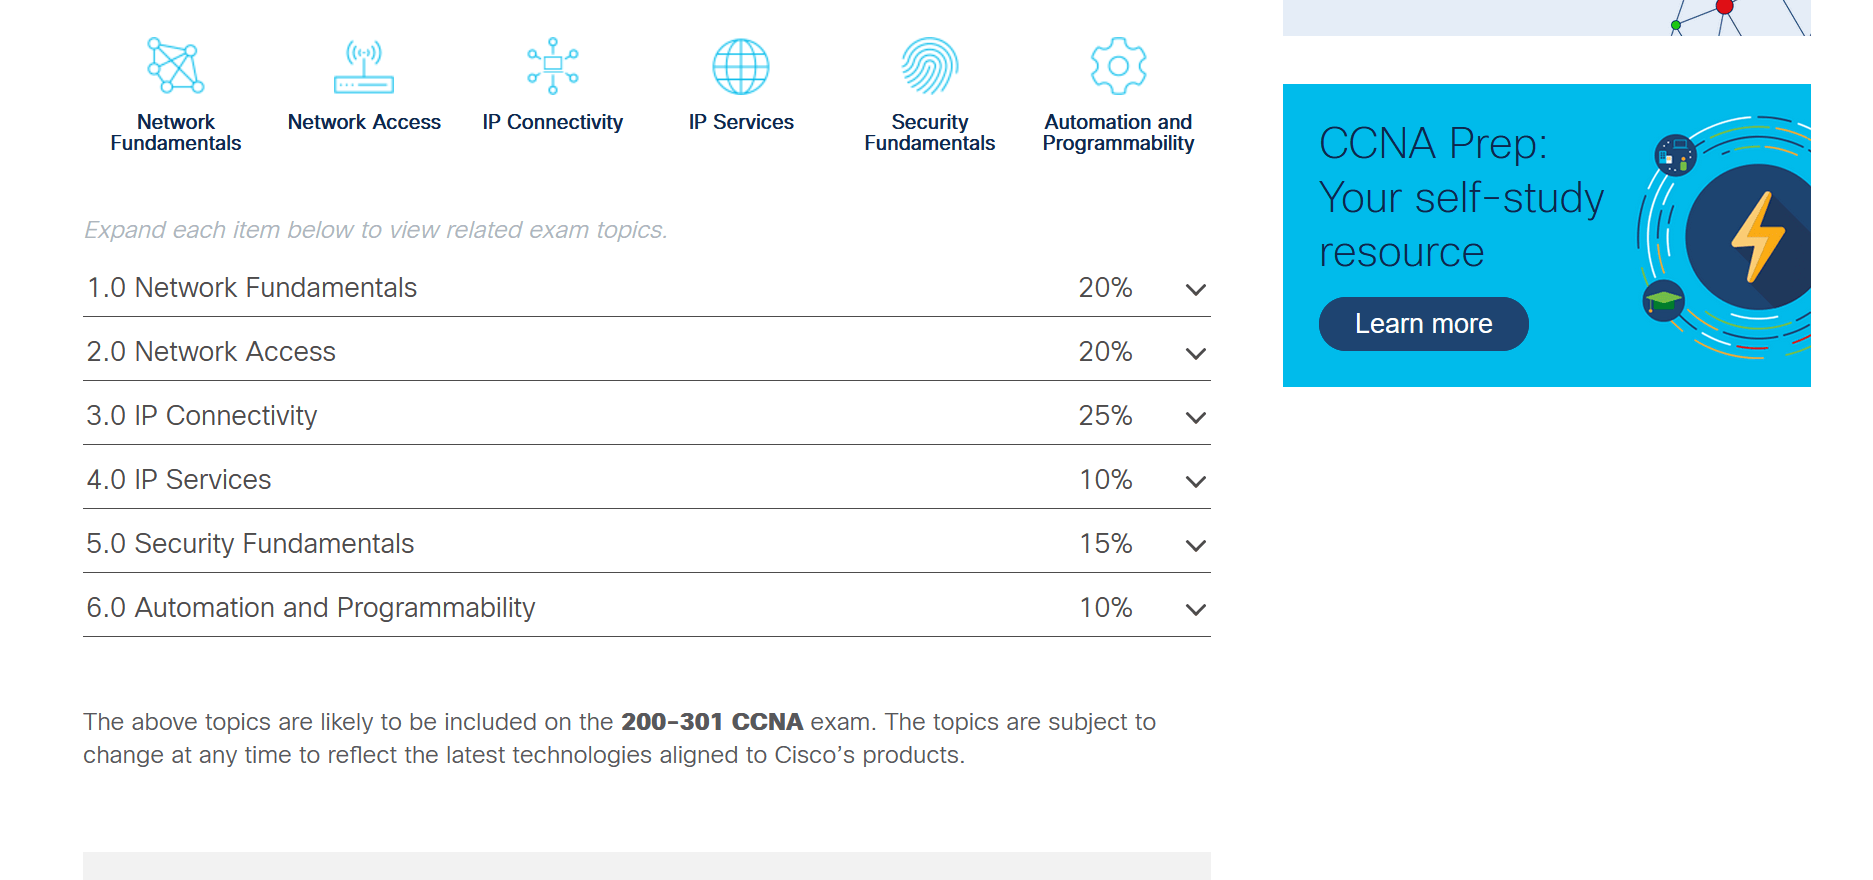 Network
Fundamentals
Network Access
IP Connectivity
IP Services
Security
Fundamentals
Automation and
Programmability
Expand each item below to view related exam topics.
1.0 Network Fundamentals 20%
2.0 Network Access 20%
3.0 IP Connectivity 25%
4.0 IP Services 10%
5.0 Security Fundamentals 15%
6.0 Automation and Programmability 10%
The above topics are likely to be included on the 200-301 CCNA exam. The topics are subject to
change at any time to reflect the latest technologies aligned to Cisco’s products.
CCNA Prep:
Your self-study
resource
Learn more